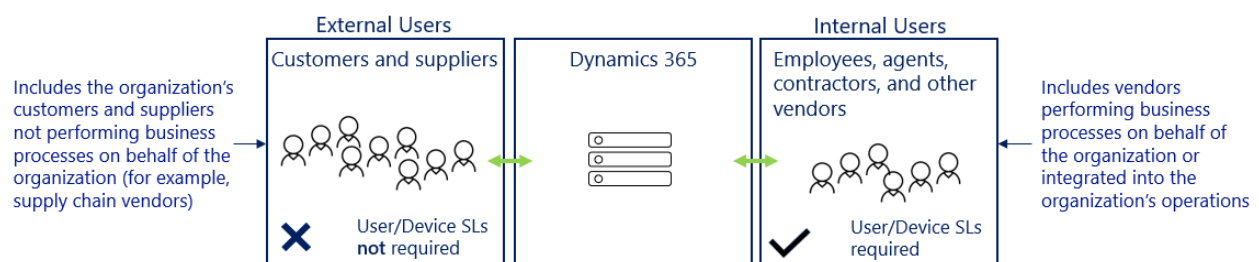 External Users
Internal Users
Includes the organization's
customers and suppliers
not performing business
processes on behalf of the
organization (for example,
supply chain vendors)
Customers and suppliers
User/Device SLs
not required
Dynamics 365
Employees, agents,
contractors, and other
vendors
User/Device SLs
required
Includes vendors
performing business
processes on behalf of
the organization or
integrated into the
organization's operations